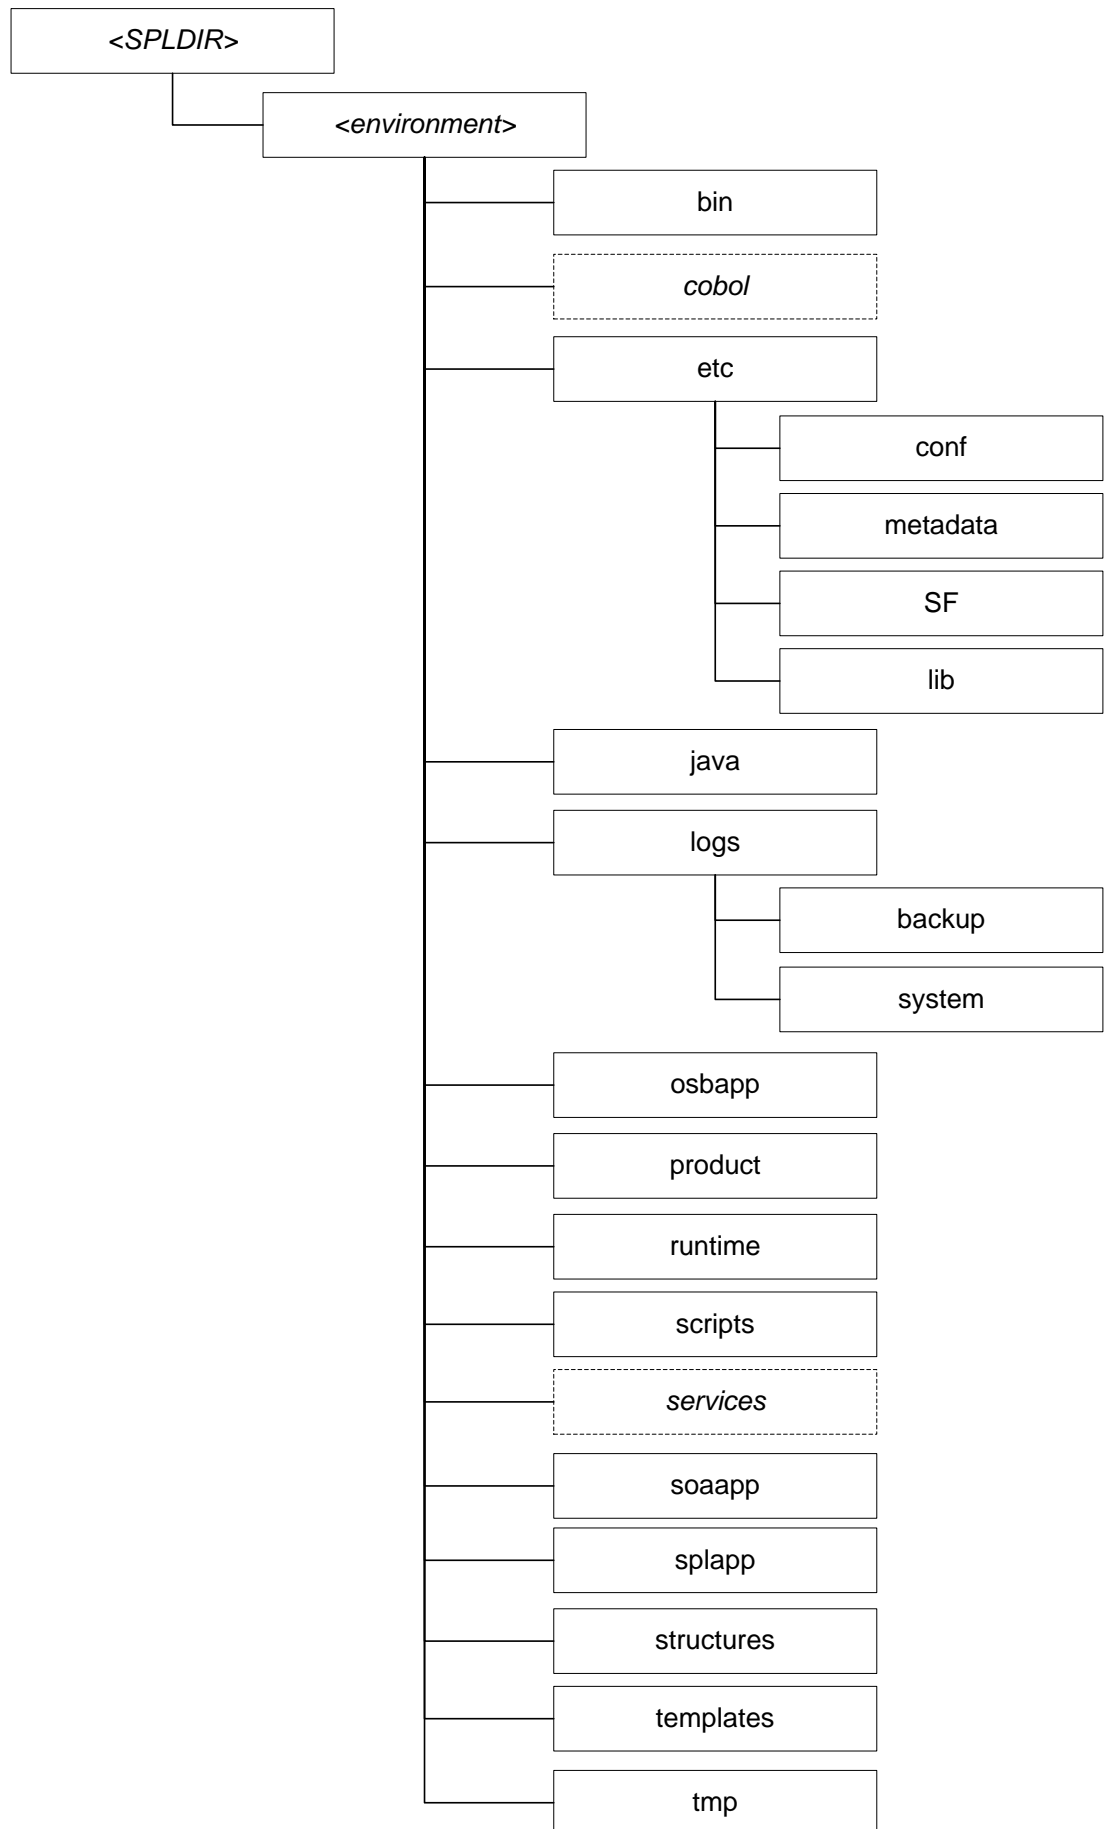 <SPLDIR>
<environment>
bin
cobol
etc
conf
metadata
SF
lib
java
logs
backup
system
osbapp
product
runtime
scripts
services
soaapp
splapp
structures
templates
tmp